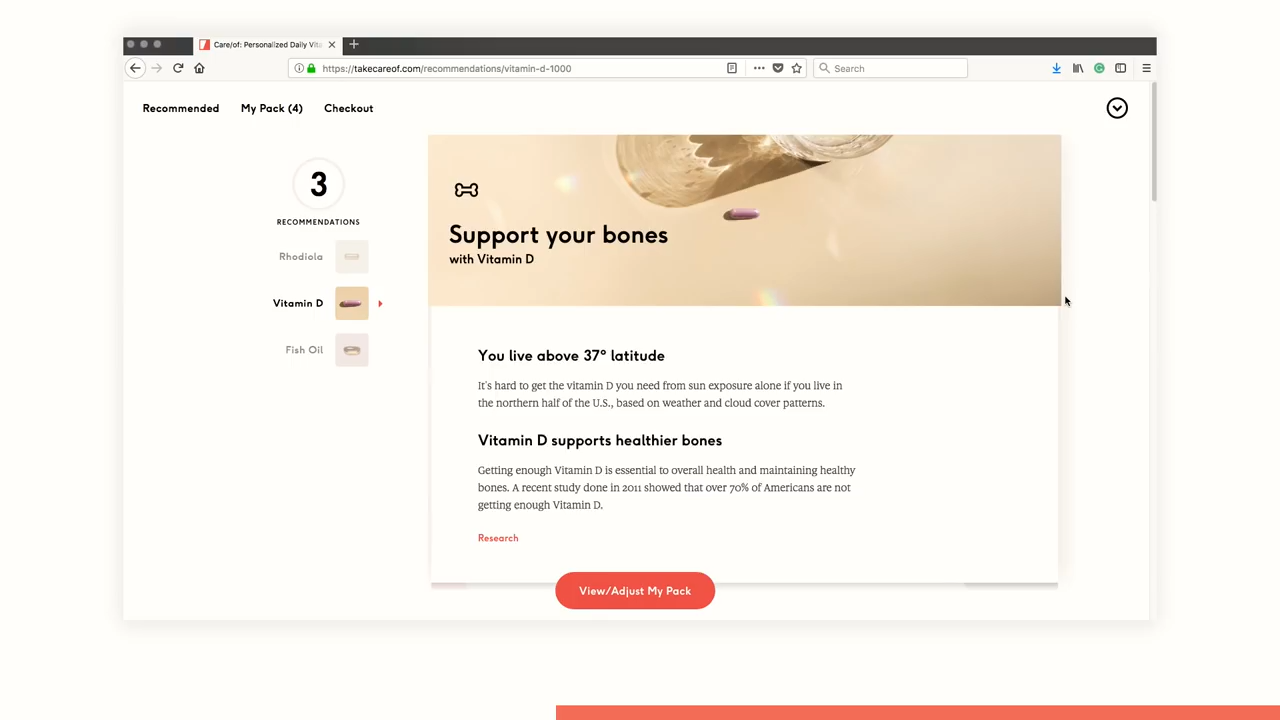 Care/of: Personalized Daily Vita
https://takecareof.com/recommendations/vitamin-d-1000
Search
Recommended
My Pack (4)
Checkout
3
RECOMMENDATIONS
Rhodiola
Vitamin D
Fish Oil
Support your bones
with Vitamin D
You live above 37° latitude
It's hard to get the vitamin D you need from sun exposure alone if you live in
the northern half of the U.S., based on weather and cloud cover patterns.
Vitamin D supports healthier bones
Getting enough Vitamin D is essential to overall health and maintaining healthy
bones. A recent study done in 2011 showed that over 70% of Americans are not
getting enough Vitamin D.
Research
View/Adjust My Pack